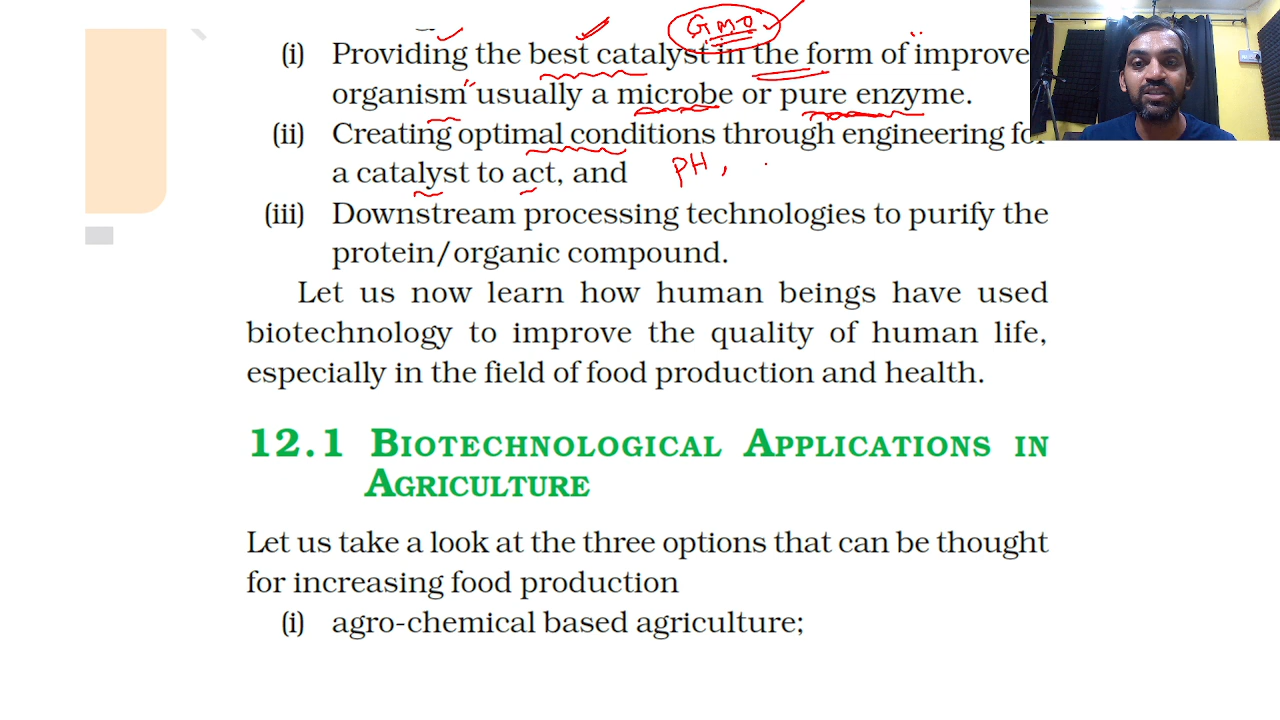 GMO
(i) Providing the best catalyst in the form of improve
organism usually a microbe or pure enzyme.
(ii) Creating optimal conditions through engineering for
a catalyst to act, and PH,
(iii) Downstream processing technologies to purify the
protein/organic compound.
Let us now learn how human beings have used
biotechnology to improve the quality of human life,
especially in the field of food production and health.
12.1 BIOTECHNOLOGICAL APPLICATIONS IN
AGRICULTURE
Let us take a look at the three options that can be thought
for increasing food production
(i) agro-chemical based agriculture;